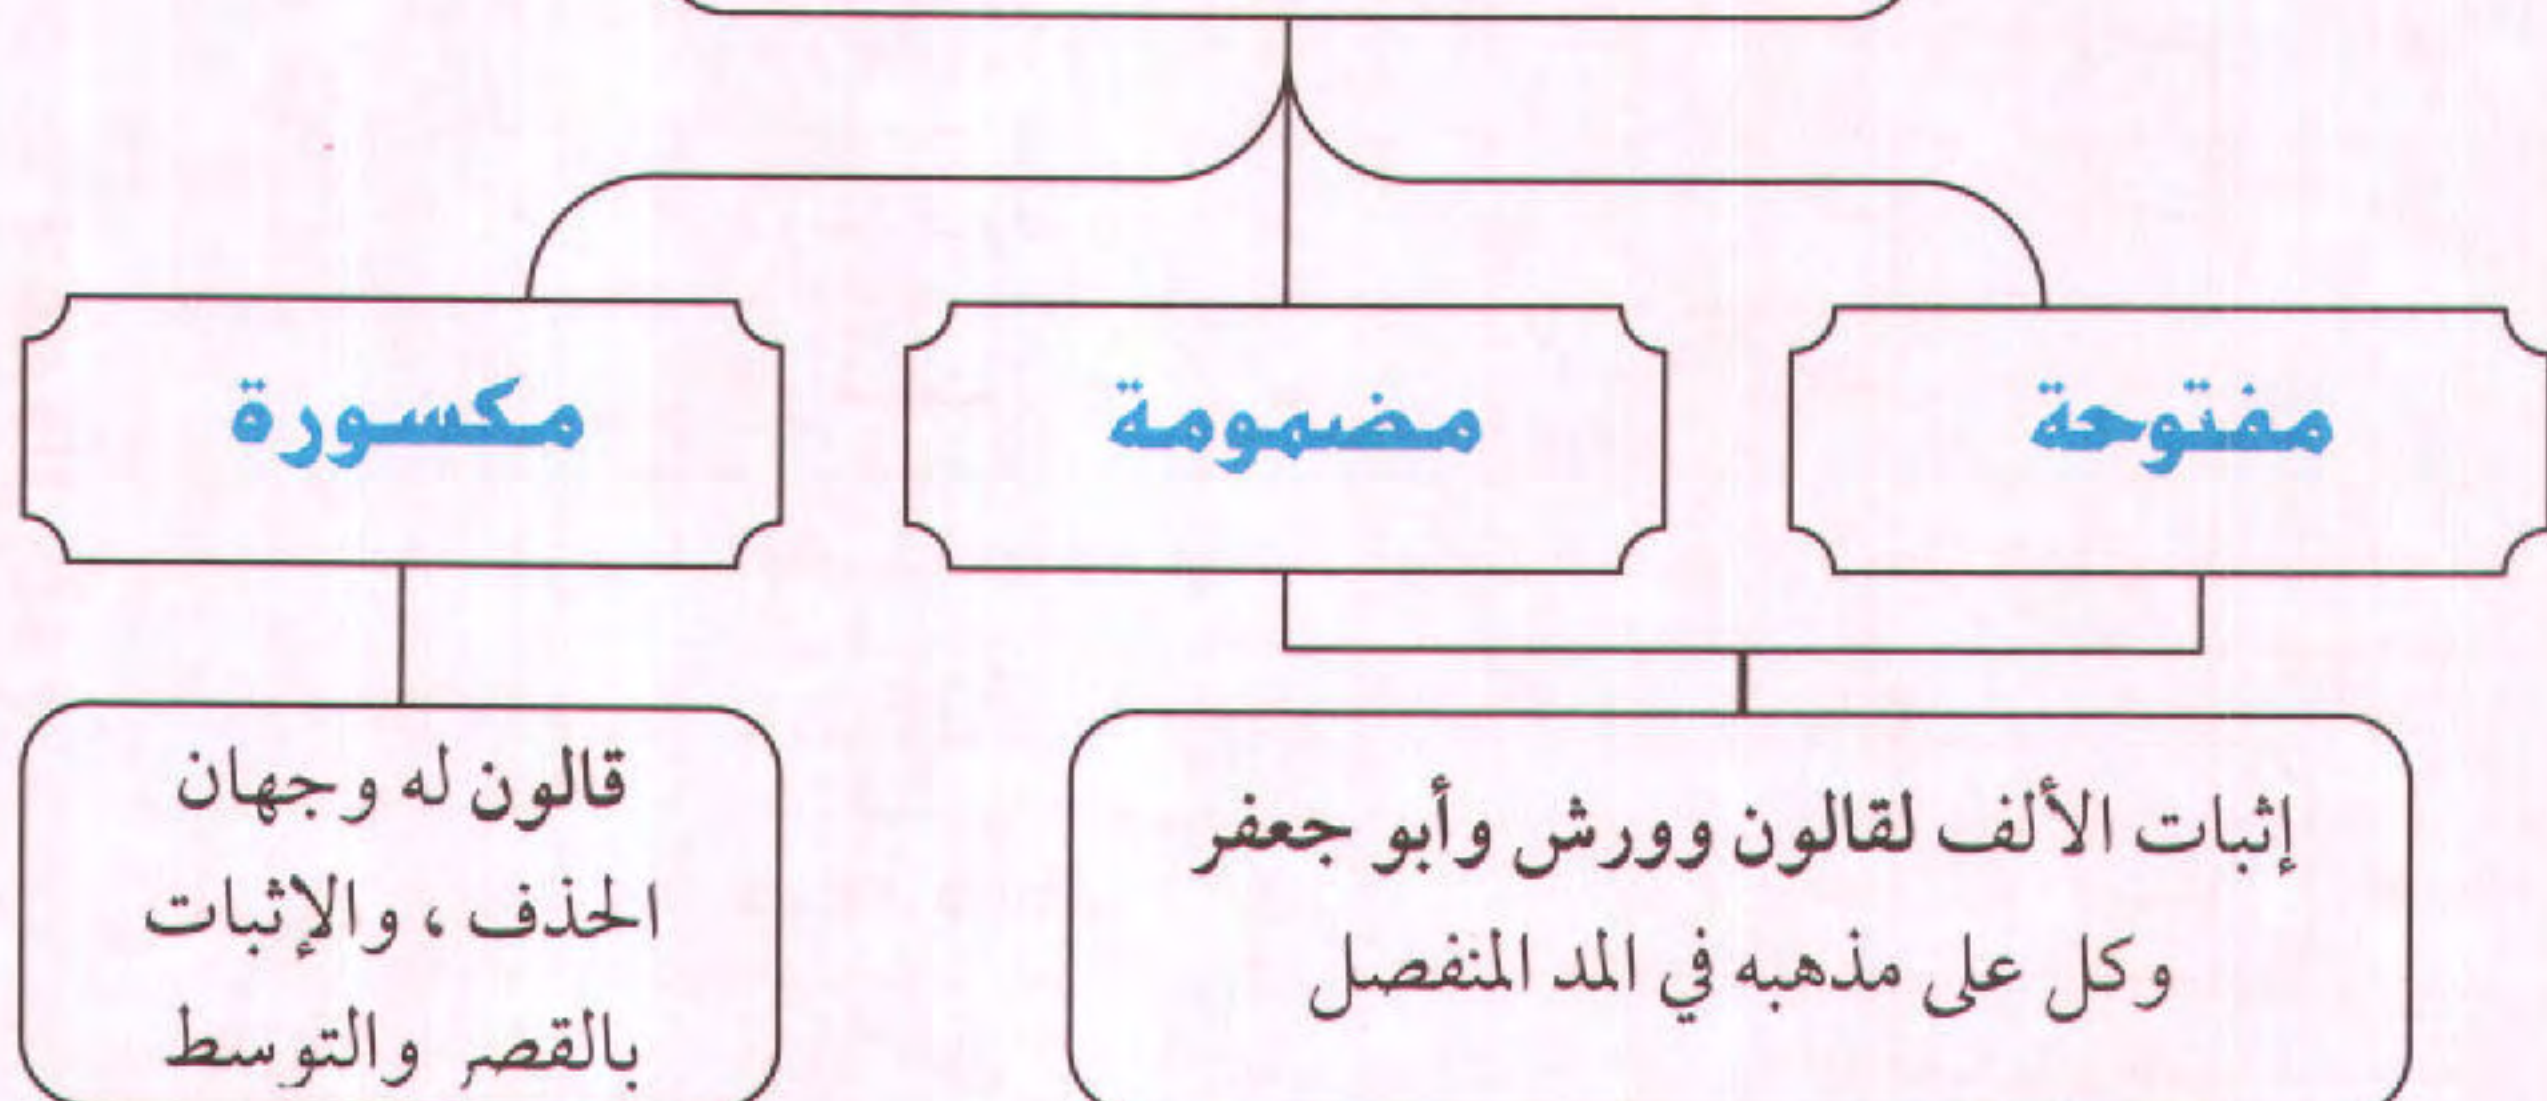 مفتوحة
مضمومة
مكسورة
إثبات الألف لقالون وورش وأبو جعفر
وكل على مذهبه في المد المنفصل
قالون له وجهان
الحذف ، والإثبات
بالقصر والتوسط